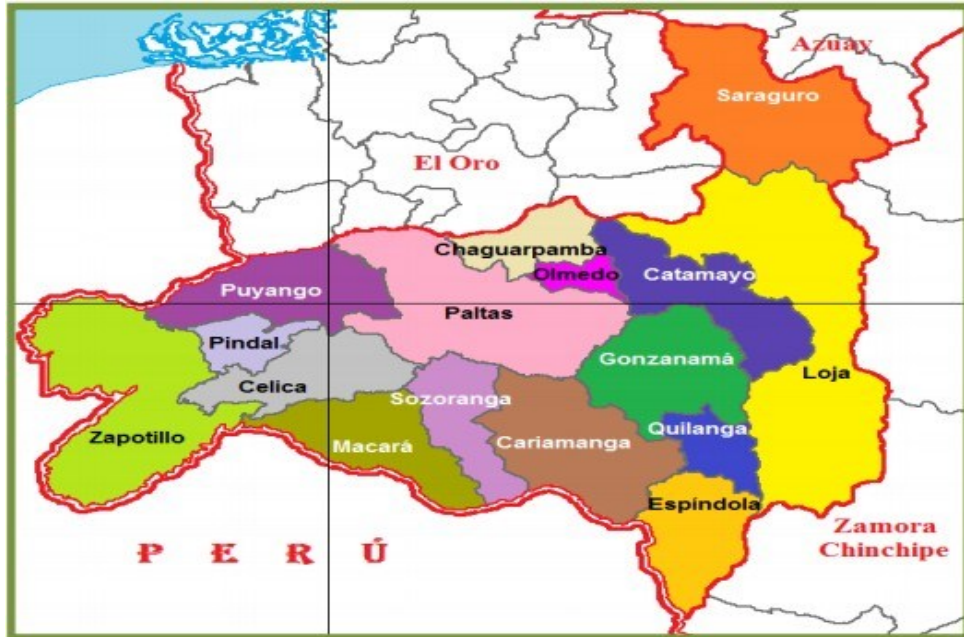 Azuay
Saraguro
El Oro
Chaguarpamba
Olmedo
Catamayo
Puyango
Paltas
Pindal
Gonzanamá
Loja
Celica
Sozoranga
Quilanga
Zapotillo
Macará
Cariamanga
Espíndola
Zamora
Chinchipe
PERÚ